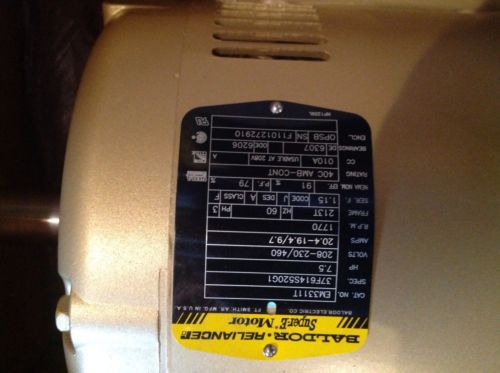 BALDOR • RELIANCE
Super-E Motor
BALDOR ELECTRIC CO. FT. SMITH, AR. MFG. IN U.S.A.
CAT. NO. EM3311T
SPEC. 37F614S520G1
HP 7.5
VOLTS 208-230/460
AMPS 20.4-19.4/9.7
R.P.M. 1770
FRAME 213T HZ 60 PH 3
SER. F. 1.15 CODE J DES A CLASS F
NEMA NOM. EFF. 91 % P.F. 79 %
RATING 40C AMB-CONT
CC 010A USABLE AT 208V A
BEARINGS DE 6307 ODE 6206
ENCL. OPSB SN F1101272910